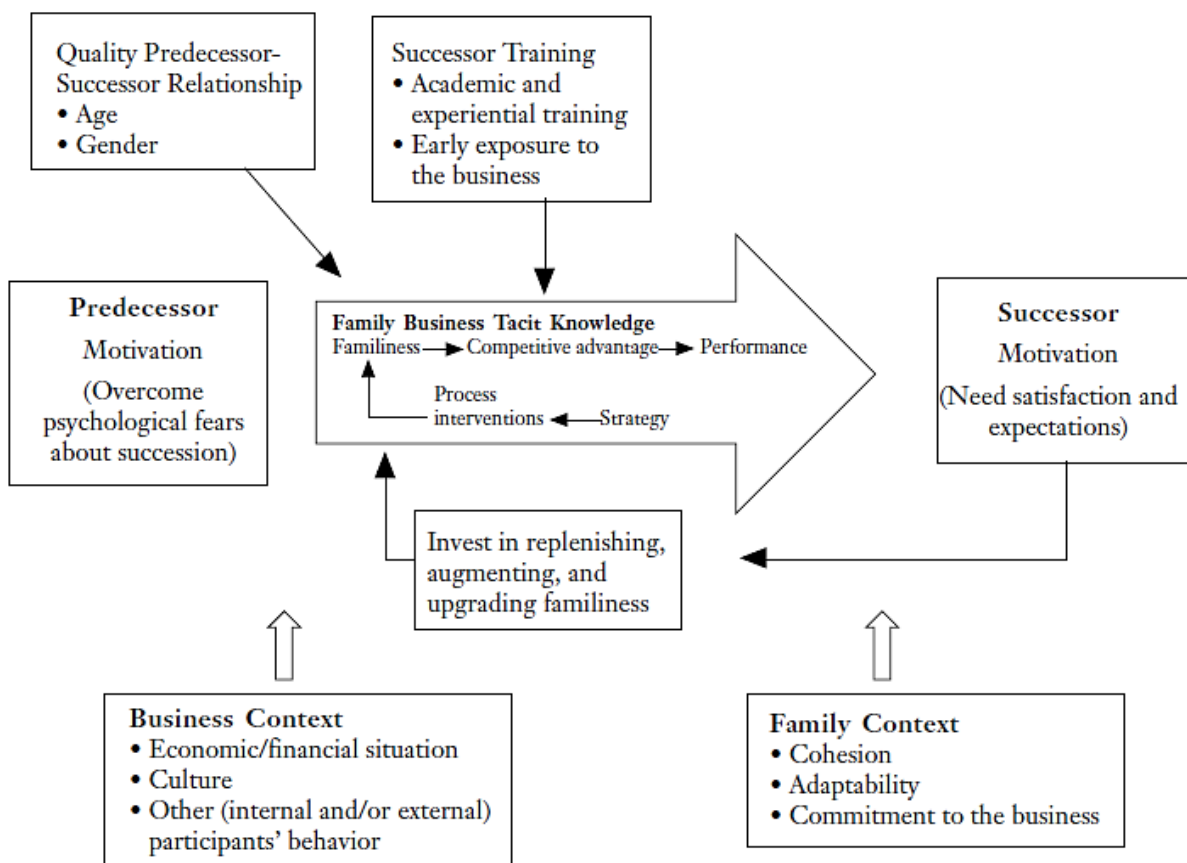 Quality Predecessor-
Successor Relationship
• Age
• Gender
Successor Training
• Academic and
experiential training
• Early exposure to
the business
Predecessor
Motivation
(Overcome
psychological fears
about succession)
Family Business Tacit Knowledge
Familiness Competitive advantage Performance
Process
interventions Strategy
Successor
Motivation
(Need satisfaction and
expectations)
Invest in replenishing,
augmenting, and
upgrading familiness
Business Context
• Economic/financial situation
• Culture
• Other (internal and/or external)
participants’ behavior
Family Context
• Cohesion
• Adaptability
• Commitment to the business